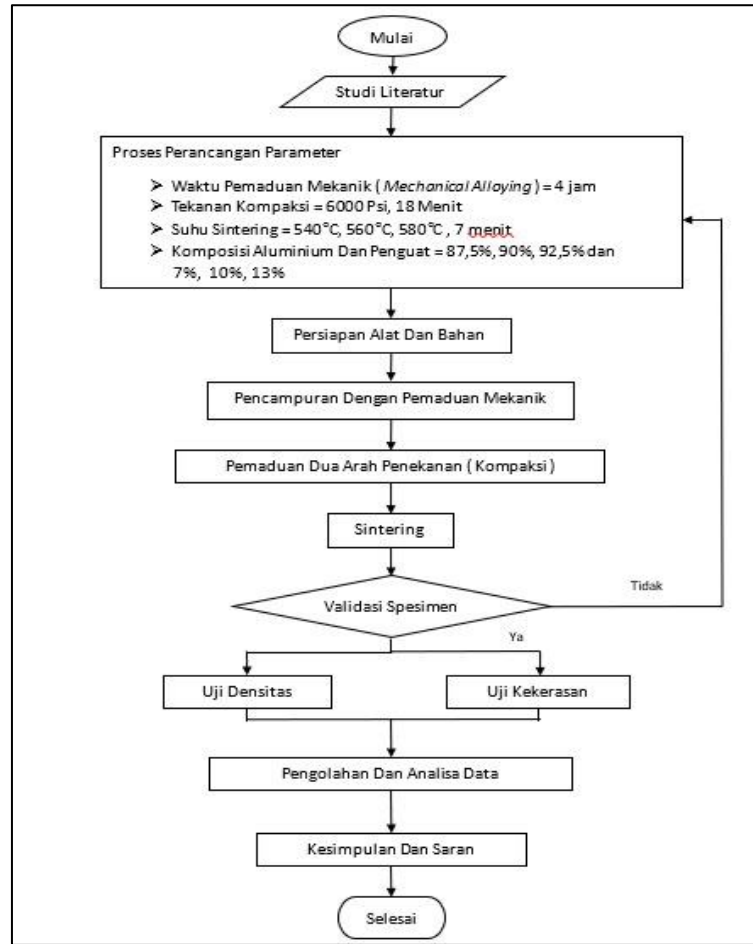 Mulai
Studi Literatur
Proses Perancangan Parameter
➢ Waktu Pemaduan Mekanik ( Mechanical Alloying ) = 4 jam
➢ Tekanan Kompaksi = 6000 Psi, 18 Menit
➢ Suhu Sintering = 540°C, 560°C, 580°C , 7 menit
➢ Komposisi Aluminium Dan Penguat = 87,5%, 90%, 92,5% dan
7%, 10%, 13%
Persiapan Alat Dan Bahan
Pencampuran Dengan Pemaduan Mekanik
Pemaduan Dua Arah Penekanan ( Kompaksi )
Sintering
Validasi Spesimen
Tidak
Ya
Uji Densitas
Uji Kekerasan
Pengolahan Dan Analisa Data
Kesimpulan Dan Saran
Selesai